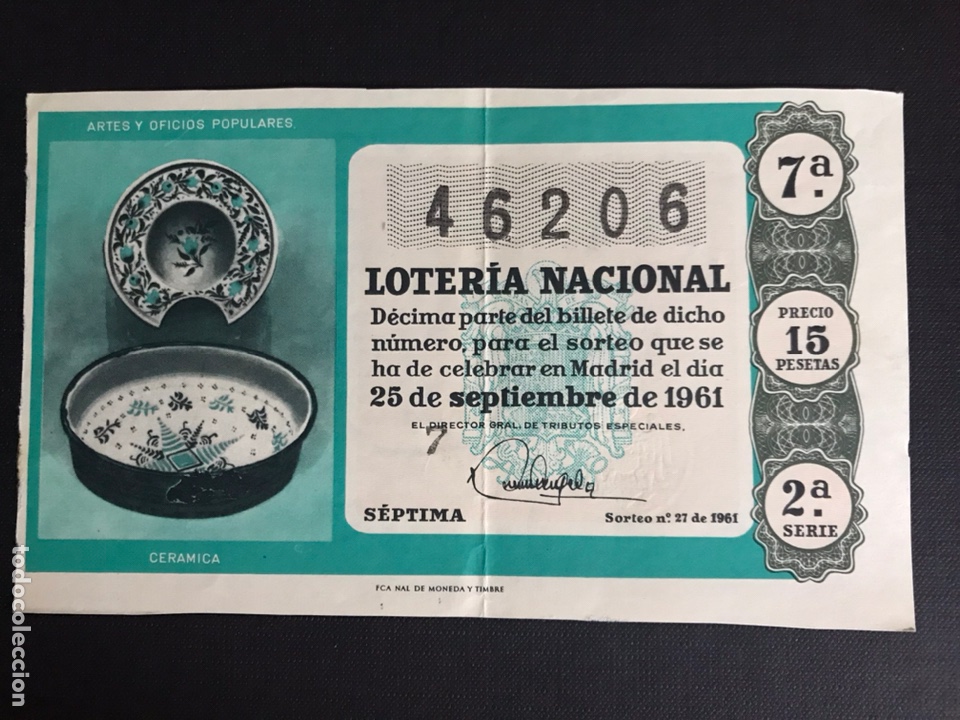 ARTES Y OFICIOS POPULARES.
CERAMICA
46206
LOTERÍA NACIONAL
Décima parte del billete de dicho
número, para el sorteo que se
ha de celebrar en Madrid el día
25 de septiembre de 1961
EL DIRECTOR GRAL. DE TRIBUTOS ESPECIALES,
7
SÉPTIMA
Sorteo nº 27 de 1961
7ª.
PRECIO
15
PESETAS
2ª
SERIE
FCA NAL DE MONEDA Y TIMBRE
todocoleccion